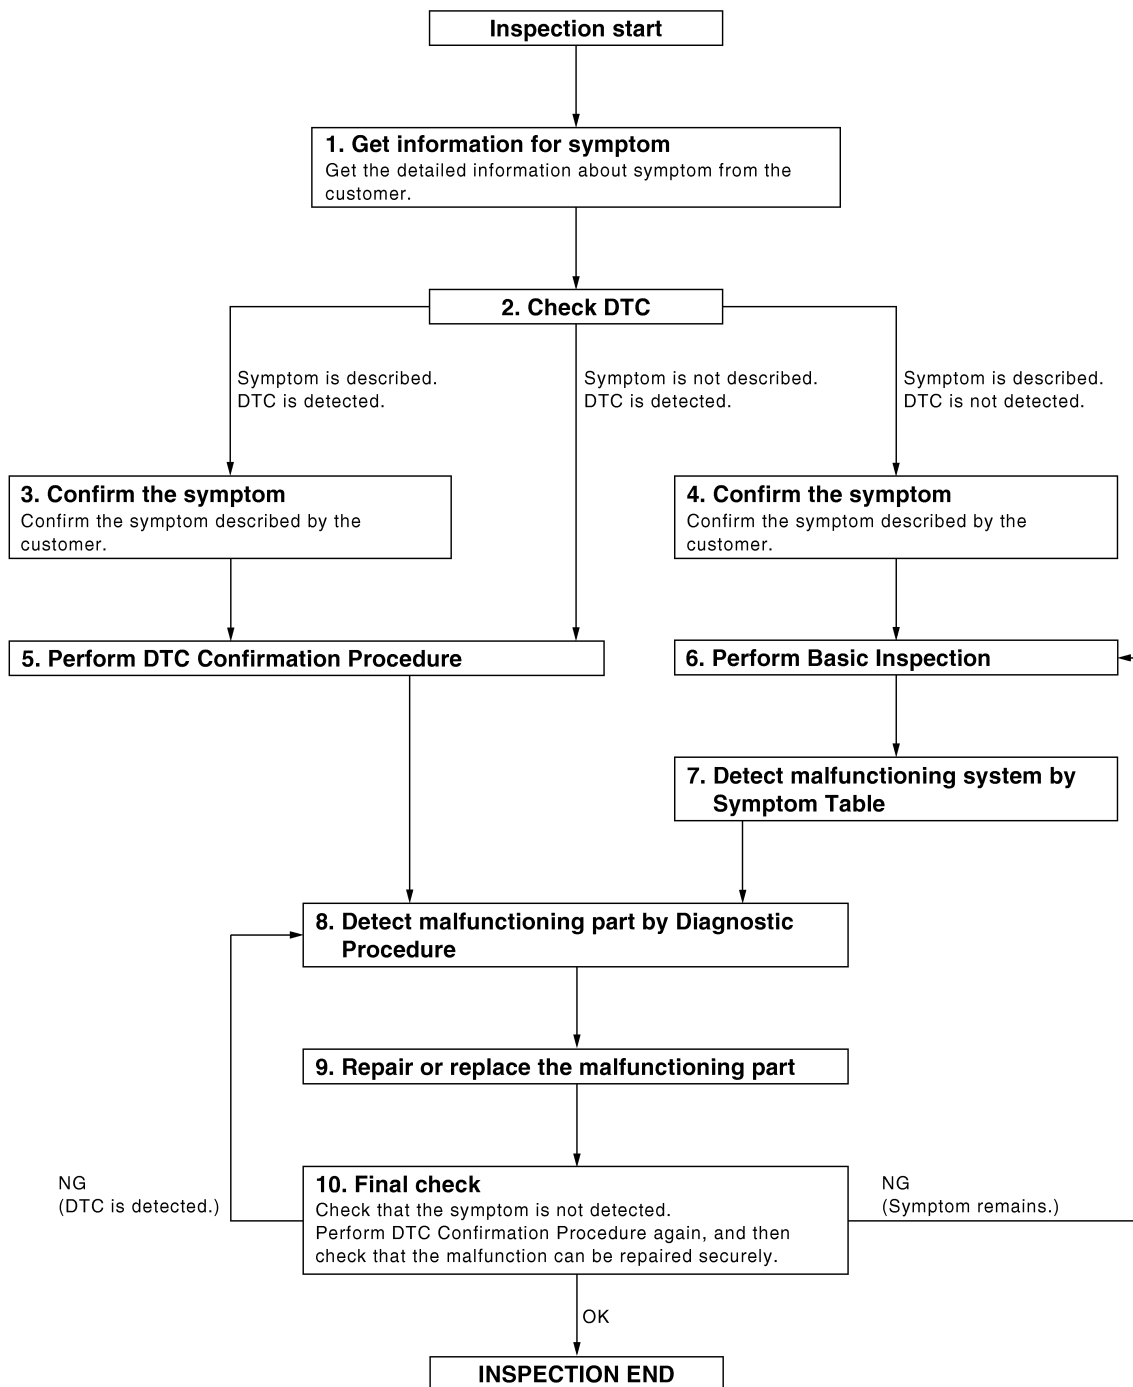 Inspection start
1. Get information for symptom
Get the detailed information about symptom from the
customer.
2. Check DTC
Symptom is described.
DTC is detected.
Symptom is not described.
DTC is detected.
Symptom is described.
DTC is not detected.
3. Confirm the symptom
Confirm the symptom described by the
customer.
4. Confirm the symptom
Confirm the symptom described by the
customer.
5. Perform DTC Confirmation Procedure
6. Perform Basic Inspection
7. Detect malfunctioning system by
Symptom Table
8. Detect malfunctioning part by Diagnostic
Procedure
9. Repair or replace the malfunctioning part
NG
(DTC is detected.)
10. Final check
Check that the symptom is not detected.
Perform DTC Confirmation Procedure again, and then
check that the malfunction can be repaired securely.
NG
(Symptom remains.)
OK
INSPECTION END